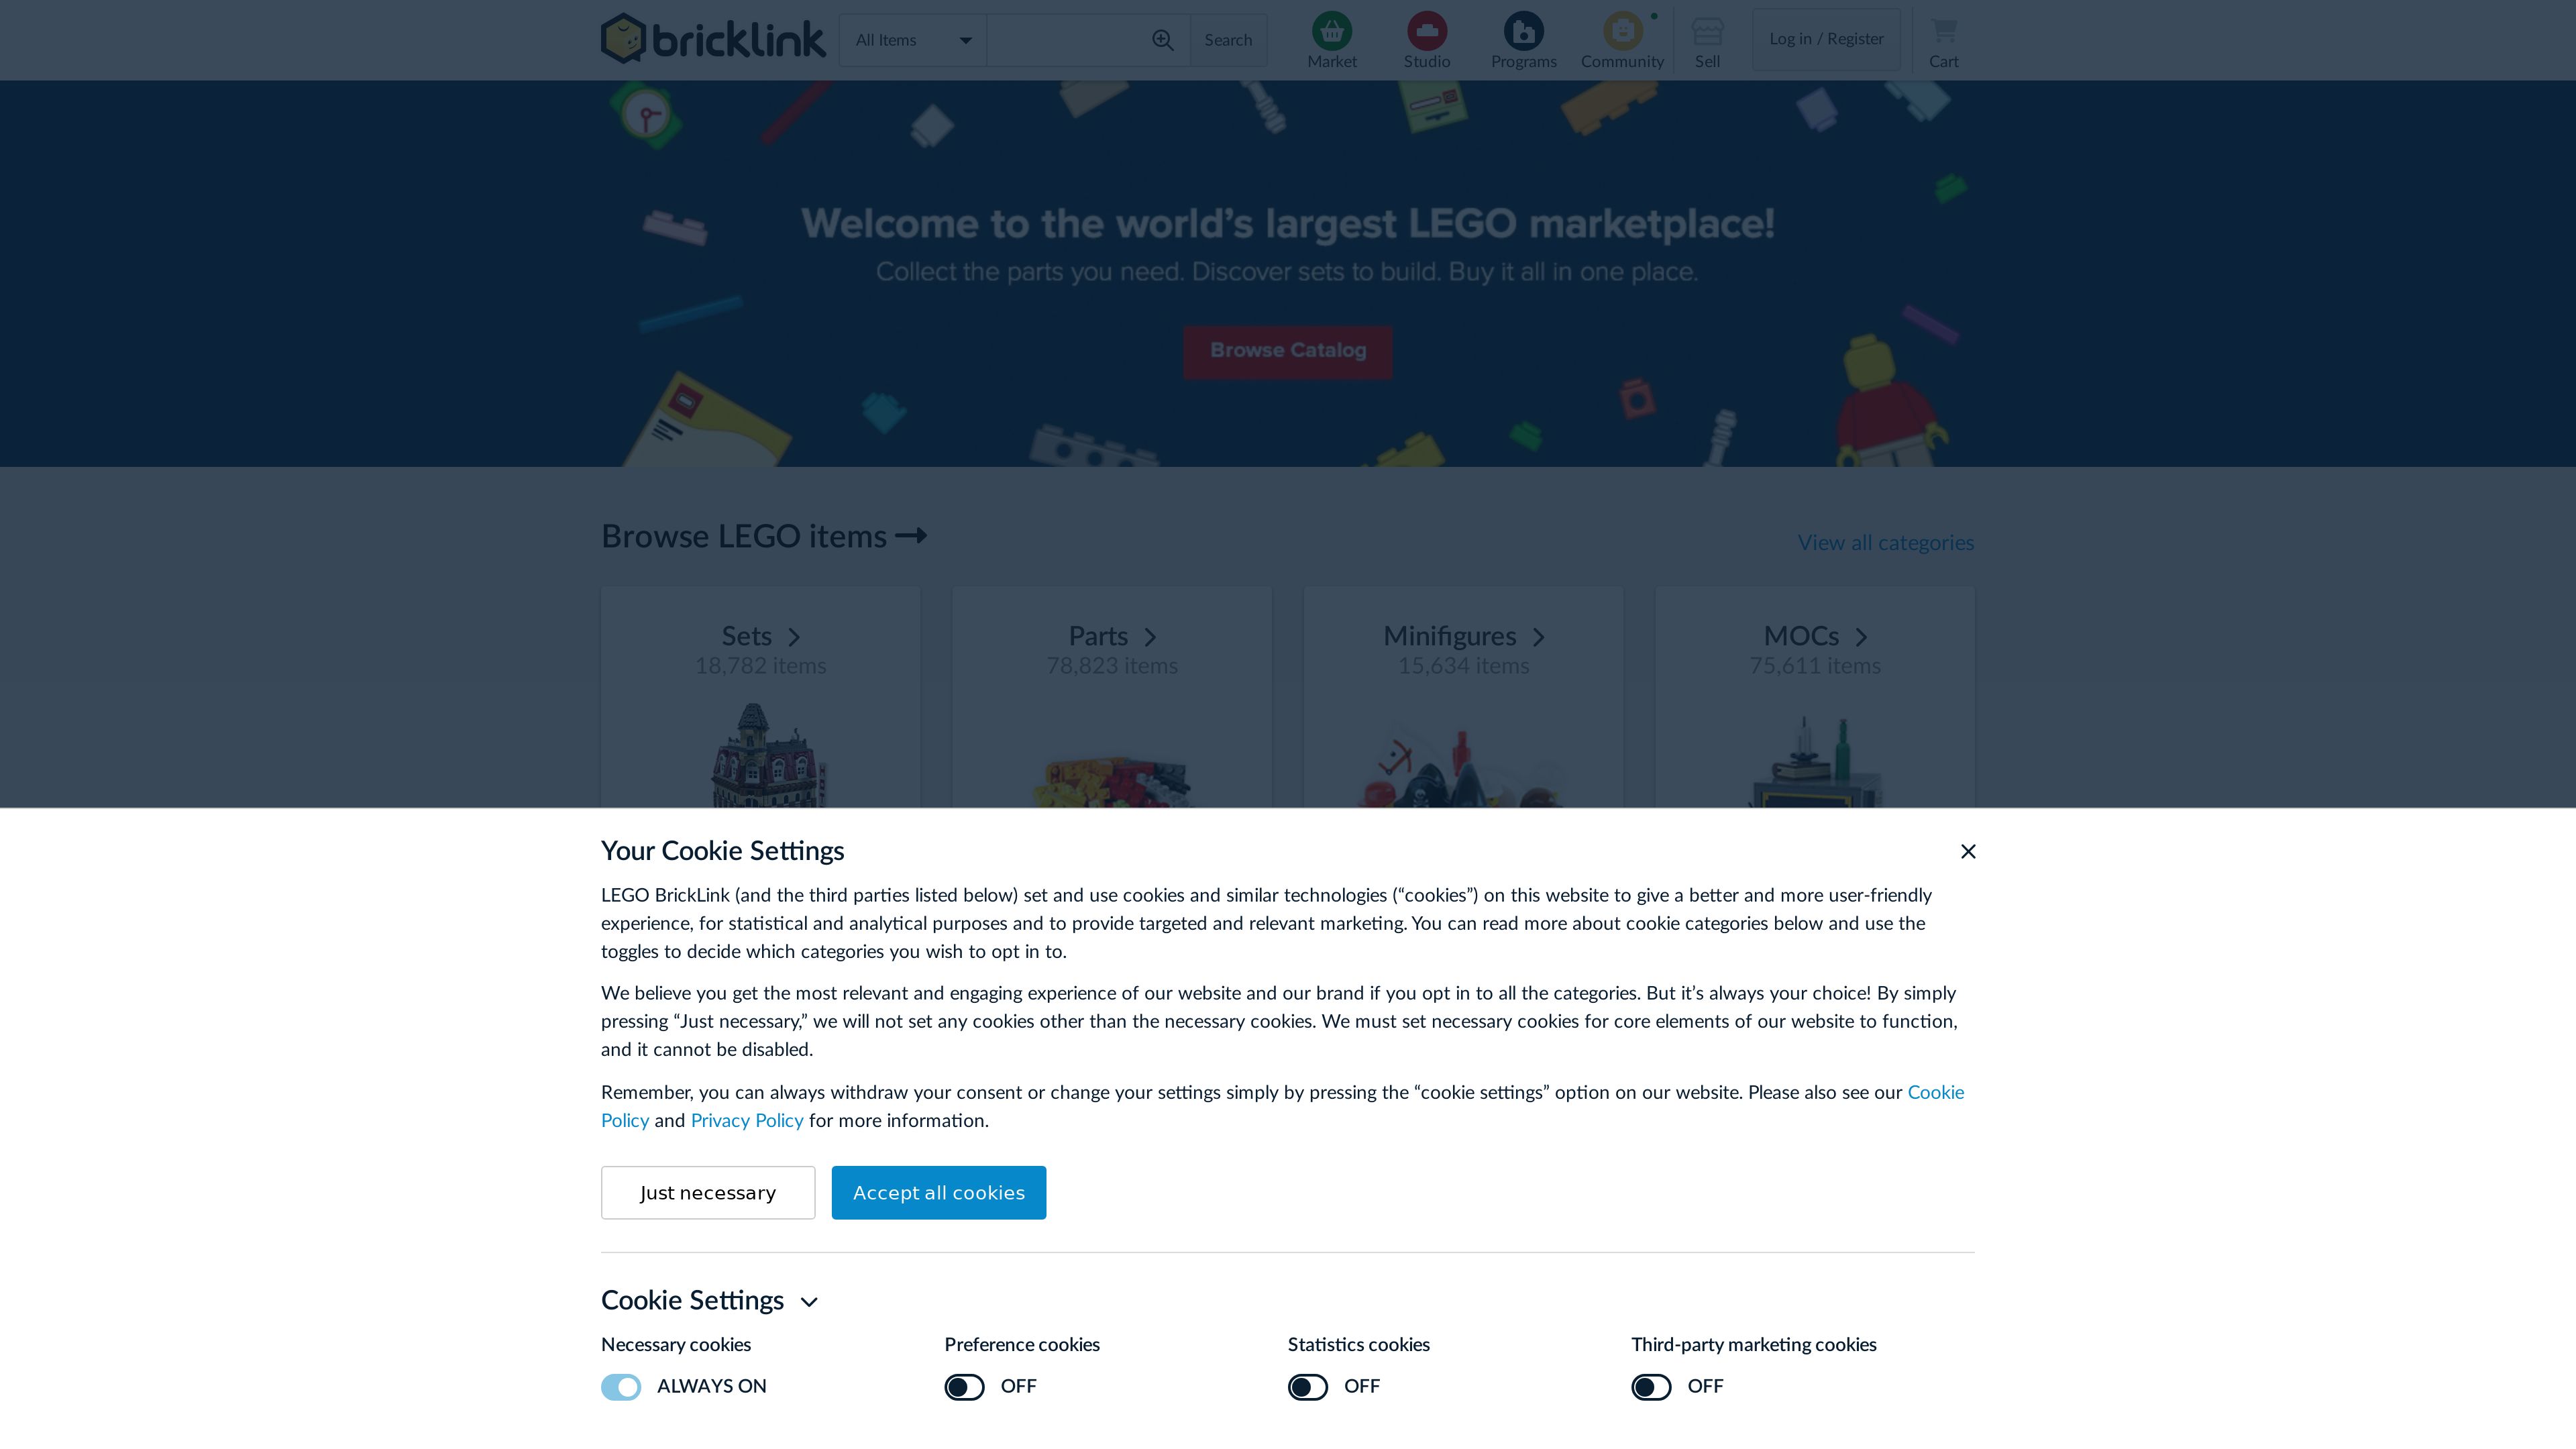 bricklink
All Items
Search
Market
Studio
Programs
Community
Sell
Log in / Register
Cart
Welcome to the world's largest LEGO marketplace!
Collect the parts you need. Discover sets to build. Buy it all in one place.
Browse Catalog
Browse LEGO items
View all categories
Sets
18,782 items
Parts
78,823 items
Minifigures
15,634 items
MOCs
75,611 items
Your Cookie Settings
LEGO BrickLink (and the third parties listed below) set and use cookies and similar technologies (“cookies”) on this website to give a better and more user-friendly
experience, for statistical and analytical purposes and to provide targeted and relevant marketing. You can read more about cookie categories below and use the
toggles to decide which categories you wish to opt in to.
We believe you get the most relevant and engaging experience of our website and our brand if you opt in to all the categories. But it’s always your choice! By simply
pressing “Just necessary,” we will not set any cookies other than the necessary cookies. We must set necessary cookies for core elements of our website to function,
and it cannot be disabled.
Remember, you can always withdraw your consent or change your settings simply by pressing the “cookie settings” option on our website. Please also see our Cookie
Policy and Privacy Policy for more information.
Just necessary
Accept all cookies
Cookie Settings
Necessary cookies
ALWAYS ON
Preference cookies
OFF
Statistics cookies
OFF
Third-party marketing cookies
OFF